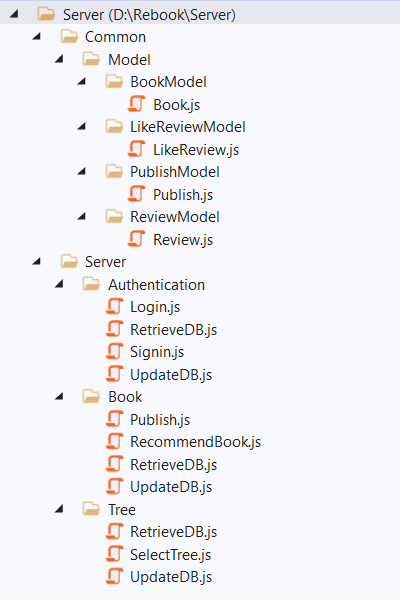 Server (D:\Rebook\Server)
Common
Model
BookModel
Book.js
LikeReviewModel
LikeReview.js
PublishModel
Publish.js
ReviewModel
Review.js
Server
Authentication
Login.js
RetrieveDB.js
Signin.js
UpdateDB.js
Book
Publish.js
RecommendBook.js
RetrieveDB.js
UpdateDB.js
Tree
RetrieveDB.js
SelectTree.js
UpdateDB.js